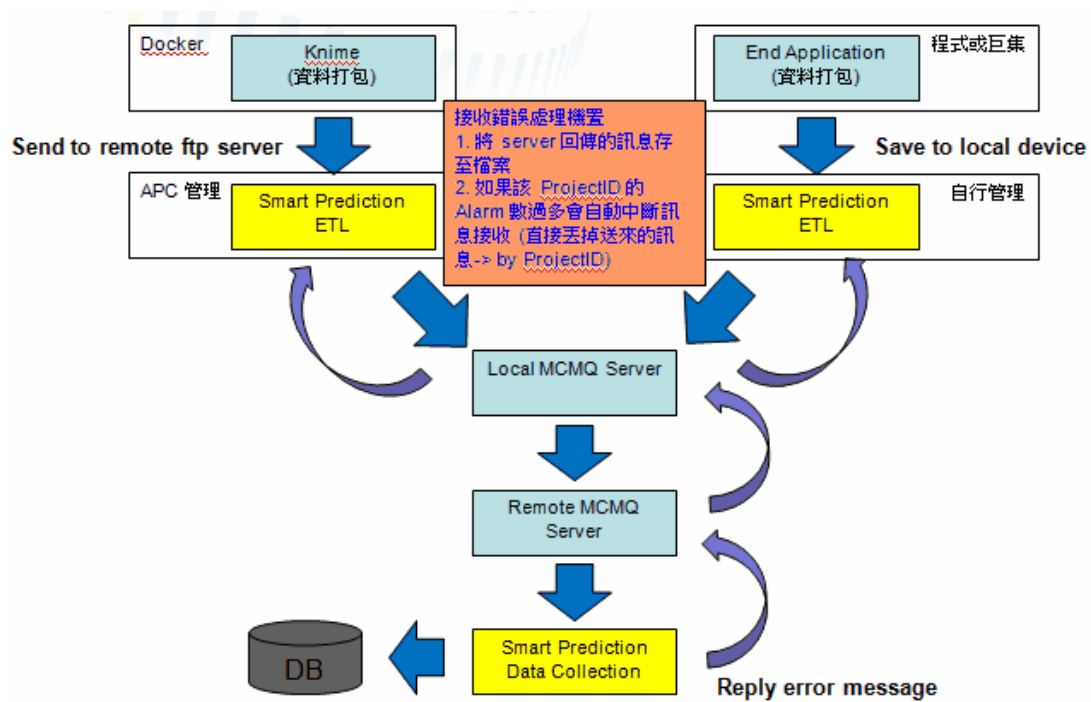 Docker
Knime
(資料打包)
End Application
(資料打包)
程式或巨集
Send to remote ftp server
接收錯誤處理機置
1. 將 server 回傳的訊息存
至檔案
2. 如果該 ProjectID 的
Alarm 數過多會自動中斷訊
息接收 (直接丟掉送來的訊
息-> by ProjectID)
Save to local device
APC 管理
Smart Prediction
ETL
Smart Prediction
ETL
自行管理
Local MCMQ Server
Remote MCMQ
Server
DB
Smart Prediction
Data Collection
Reply error message